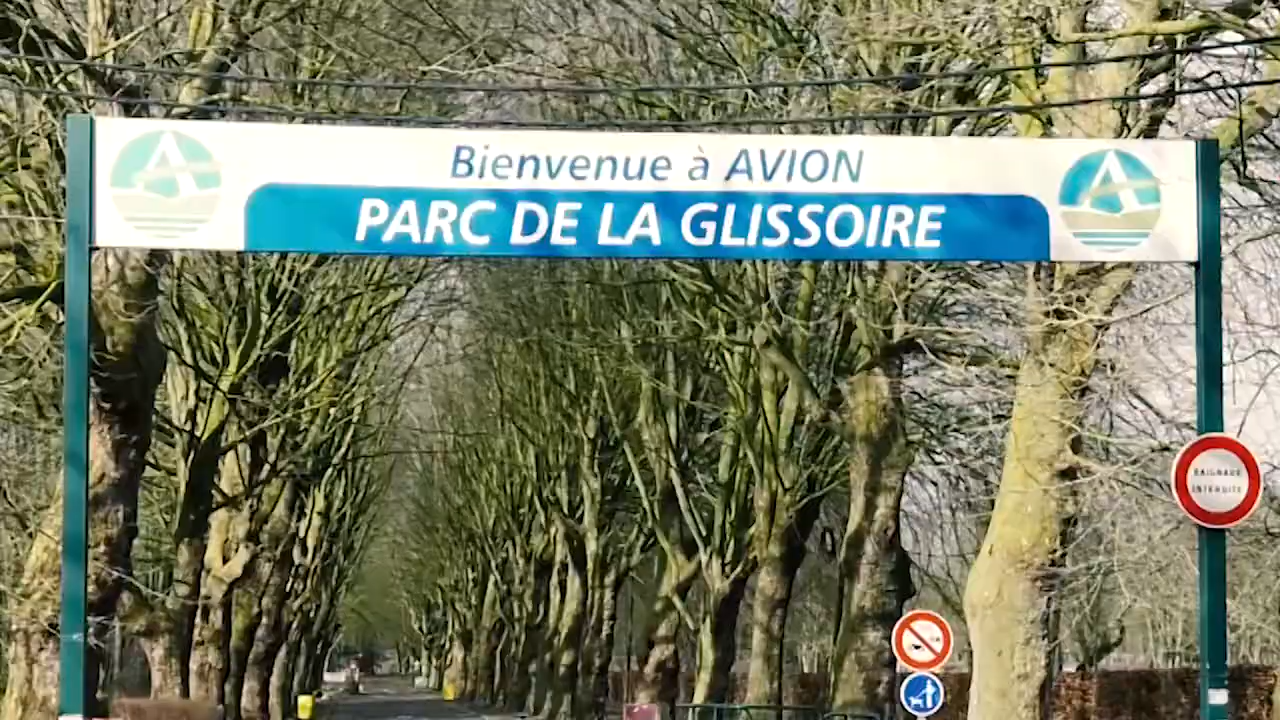 Bienvenue à AVION
PARC DE LA GLISSOIRE
BAIGNADE
INTERDITE